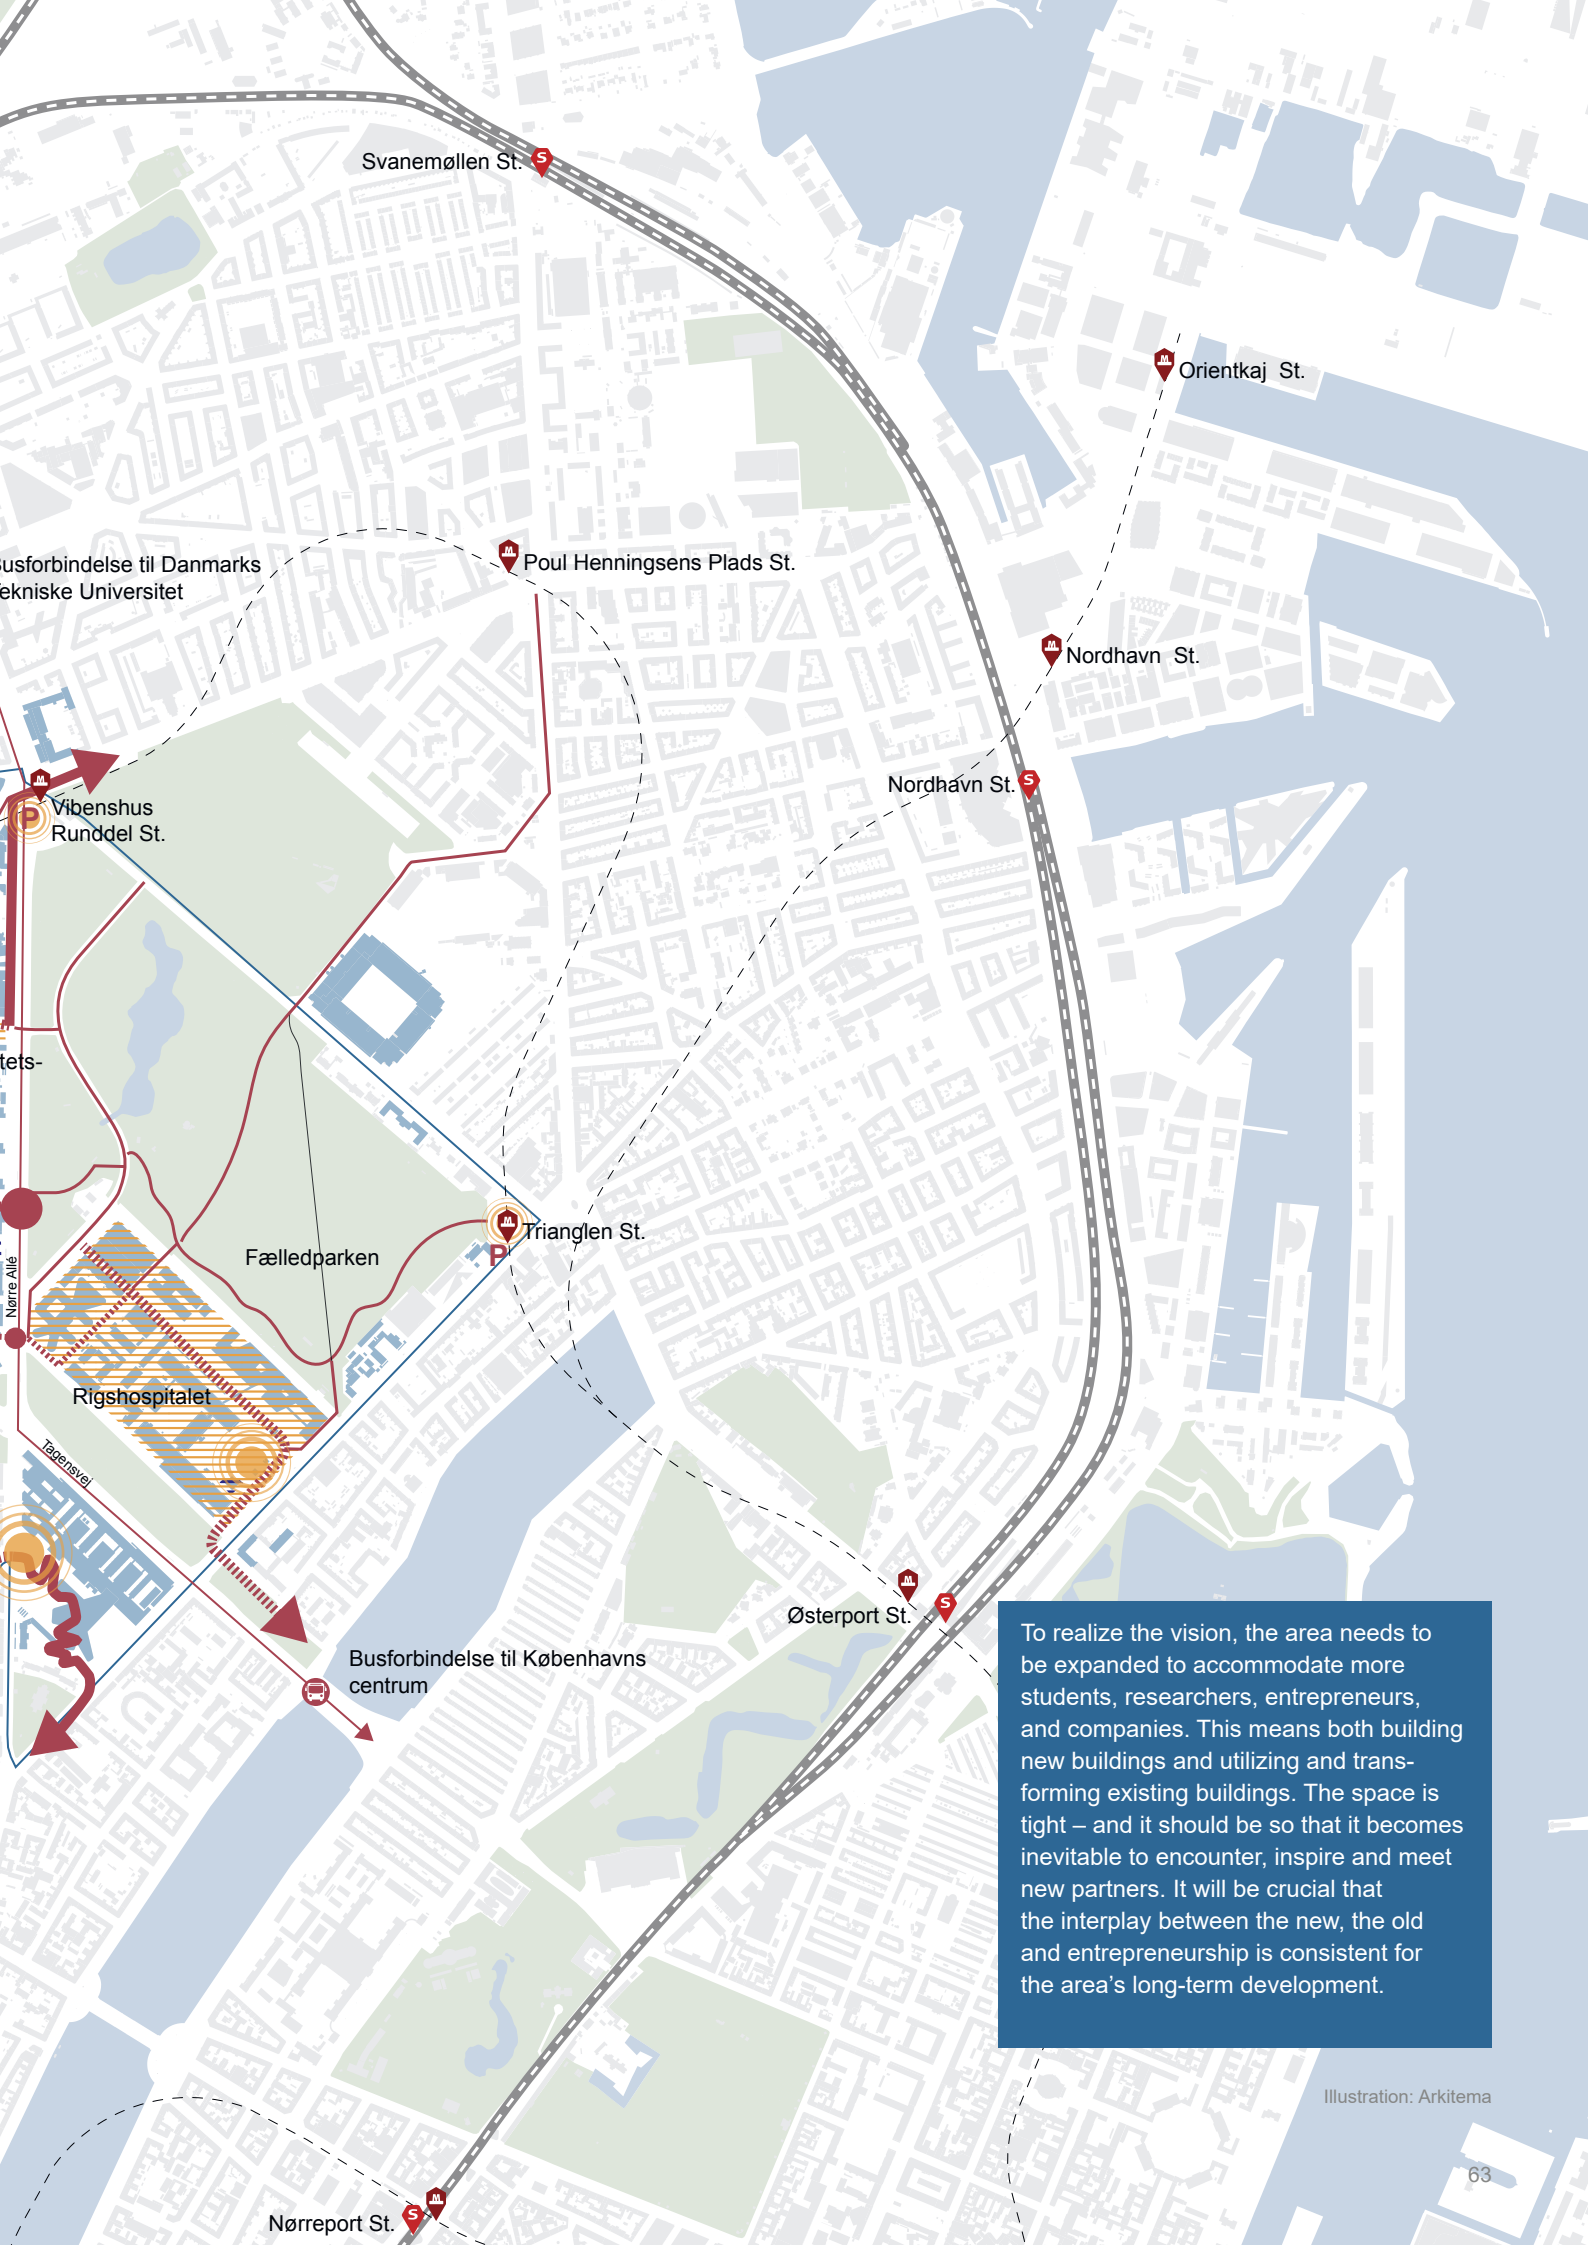 Svanemøllen St.
S
M
Orientkaj  St.
usforbindelse til Danmarks
ekniske Universitet
M
Poul Henningsens Plads St.
M
Nordhavn  St.
Nordhavn St.
S
M
P
Vibenshus
Runddel St.
tets-
M
Trianglen St.
P
Fælledparken
Nørre Allé
Rigshospitalet
Tagensvej
M
S
Østerport St.
Busforbindelse til Københavns
centrum
To realize the vision, the area needs to
be expanded to accommodate more
students, researchers, entrepreneurs,
and companies. This means both building
new buildings and utilizing and trans-
forming existing buildings. The space is
tight – and it should be so that it becomes
inevitable to encounter, inspire and meet
new partners. It will be crucial that
the interplay between the new, the old
and entrepreneurship is consistent for
the area’s long-term development.
Illustration: Arkitema
63
Nørreport St.
S
M